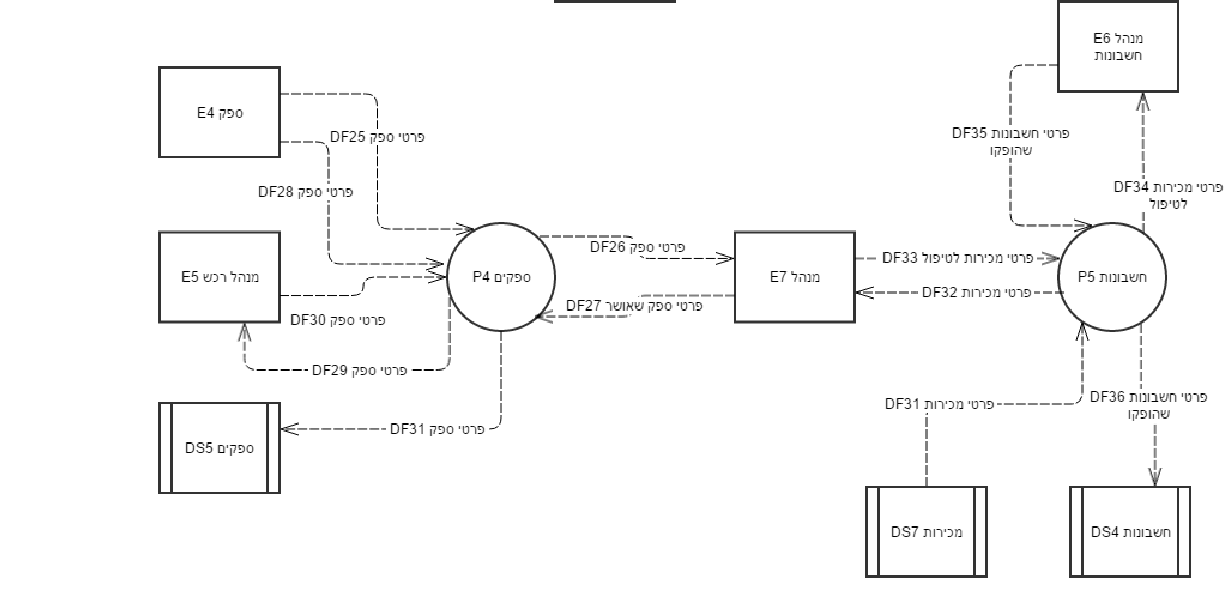 E6 מנהל
חשבונות
E4 ספק
DF25 פרטי ספק
DF35 פרטי חשבונות
שהופקו
DF28 פרטי ספק
DF34 פרטי מכירות
לטיפול
DF26 פרטי ספק
E5 מנהל רכש
P4 ספקים
E7 מנהל
DF33 פרטי מכירות לטיפול
P5 חשבונות
DF32 פרטי מכירות
DF27 פרטי ספק שאושר
DF30 פרטי ספק
DF29 פרטי ספק
DF31 פרטי מכירות
DF36 פרטי חשבונות
שהופקו
DF31 פרטי ספק
DS5 ספקים
DS7 מכירות
DS4 חשבונות